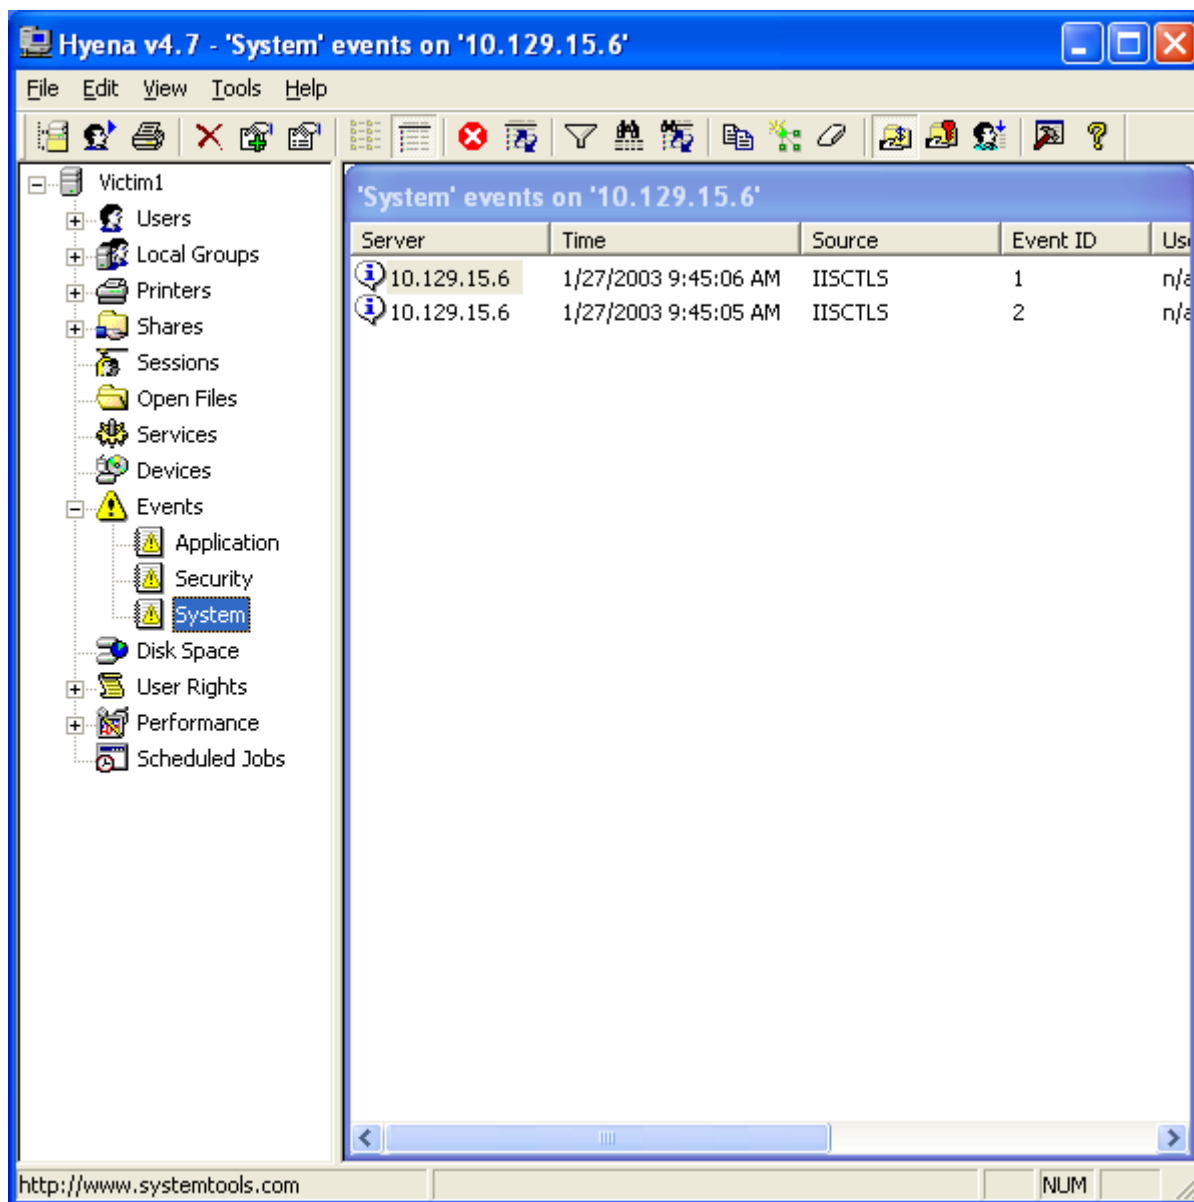 Hyena v4.7 - 'System' events on '10.129.15.6'
File Edit View Tools Help
Victim1
Users
Local Groups
Printers
Shares
Sessions
Open Files
Services
Devices
Events
Application
Security
System
Disk Space
User Rights
Performance
Scheduled Jobs
'System' events on '10.129.15.6'
Server Time Source Event ID
10.129.15.6 1/27/2003 9:45:06 AM IISCTLS 1
10.129.15.6 1/27/2003 9:45:05 AM IISCTLS 2
http://www.systemtools.com NUM